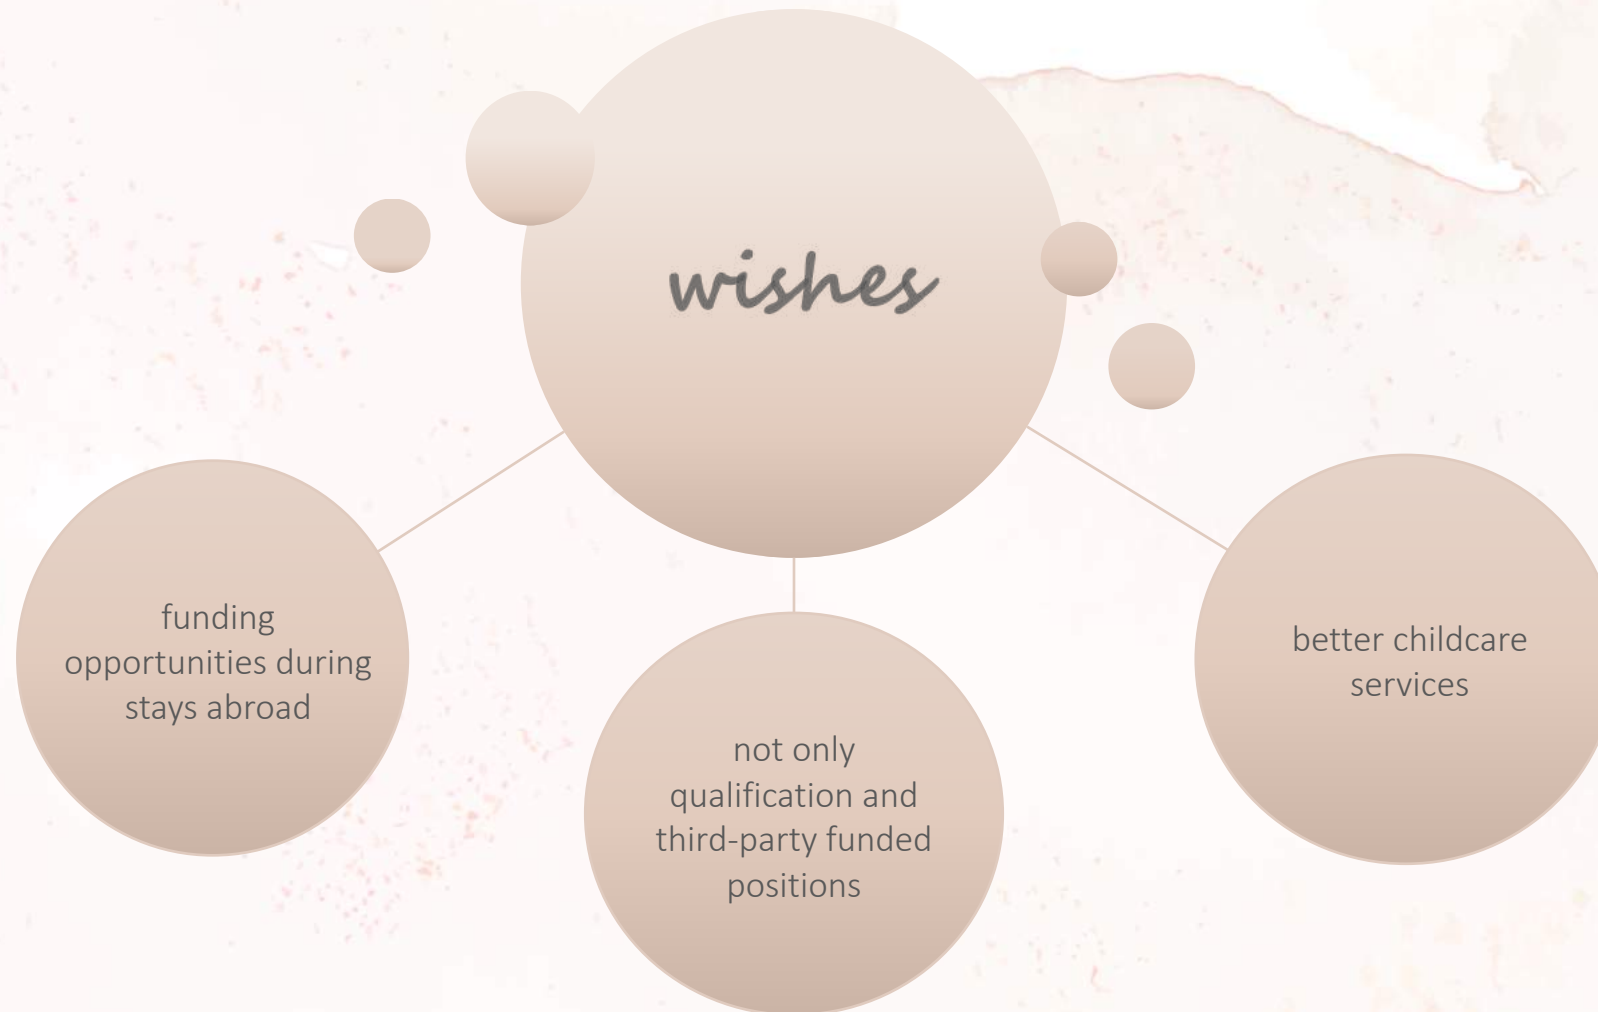 wishes
funding
opportunities during
stays abroad
not only
qualification and
third-party funded
positions
better childcare
services